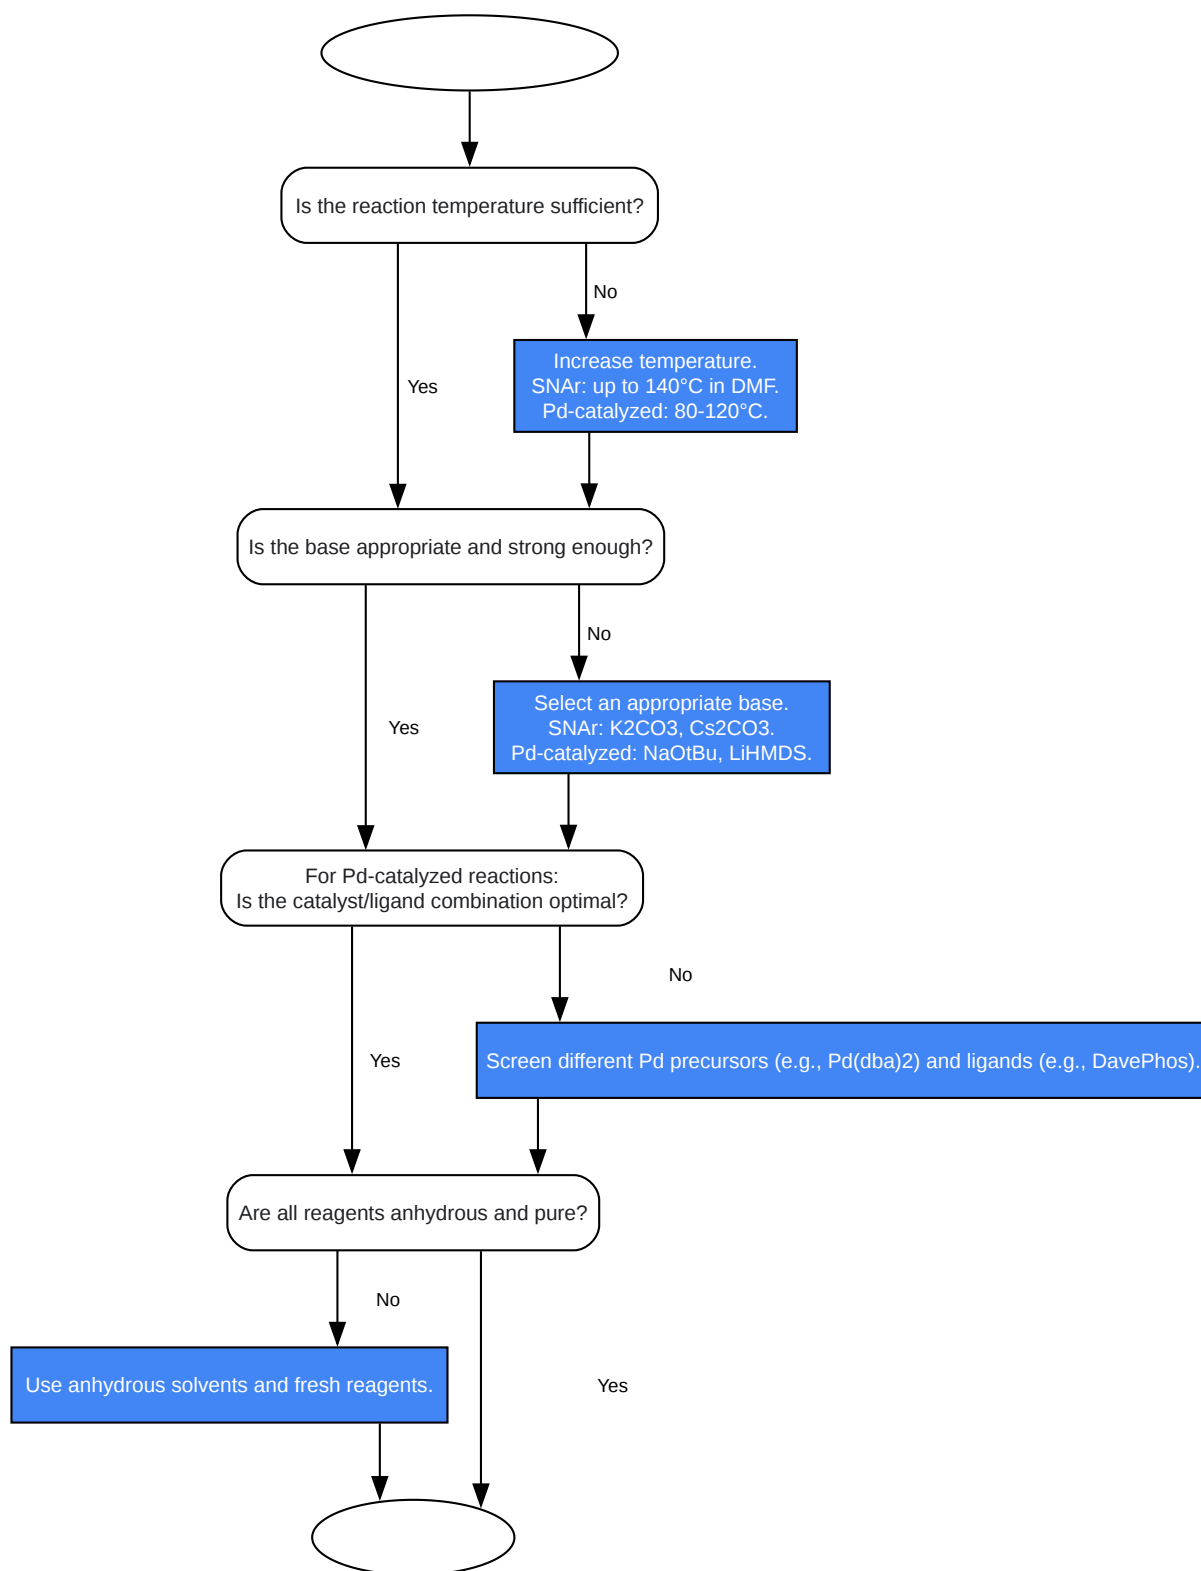 Is the reaction temperature sufficient?
No
Increase temperature.
SNAr: up to 140°C in DMF.
Pd-catalyzed: 80-120°C.
Yes
Is the base appropriate and strong enough?
No
Select an appropriate base.
SNAr: K2CO3, Cs2CO3.
Pd-catalyzed: NaOtBu, LiHMDS.
Yes
For Pd-catalyzed reactions:
Is the catalyst/ligand combination optimal?
No
Yes
Screen different Pd precursors (e.g., Pd(dba)2) and ligands (e.g., DavePhos).
Are all reagents anhydrous and pure?
No
Use anhydrous solvents and fresh reagents.
Yes